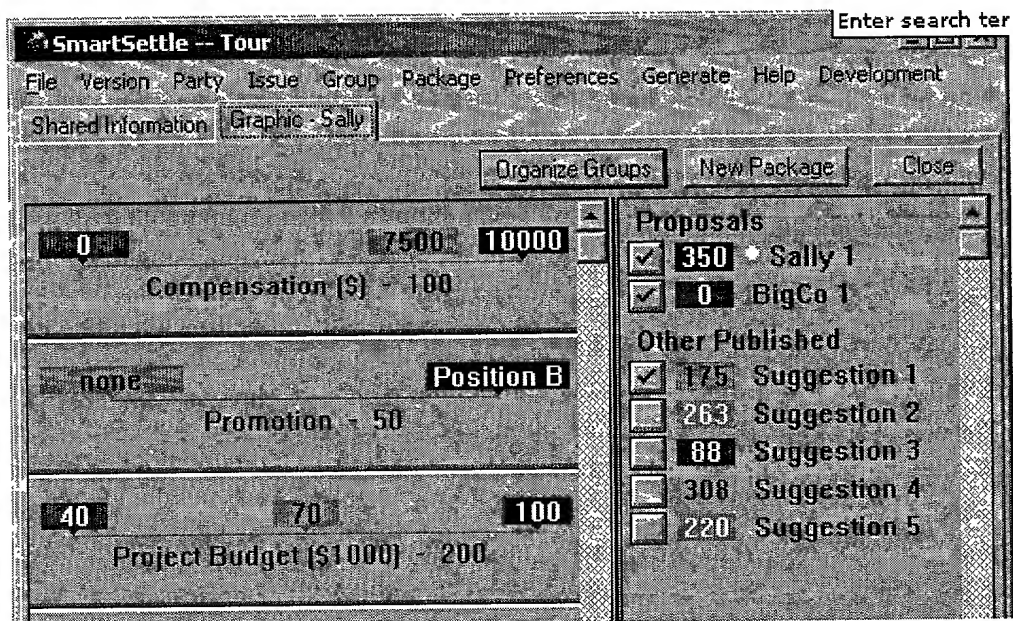 Enter search ter
SmartSettle -- Tour
File Version Party Issue Group Package Preferences Generate Help Development
Shared Information Graphic - Sally
Organize Groups New Package Close
0 7500 10000
Compensation ($) - 100
none Position B
Promotion - 50
40 70 100
Project Budget ($1000) - 200
Proposals
350 Sally 1
0 BigCo 1
Other Published
175 Suggestion 1
263 Suggestion 2
88 Suggestion 3
308 Suggestion 4
220 Suggestion 5